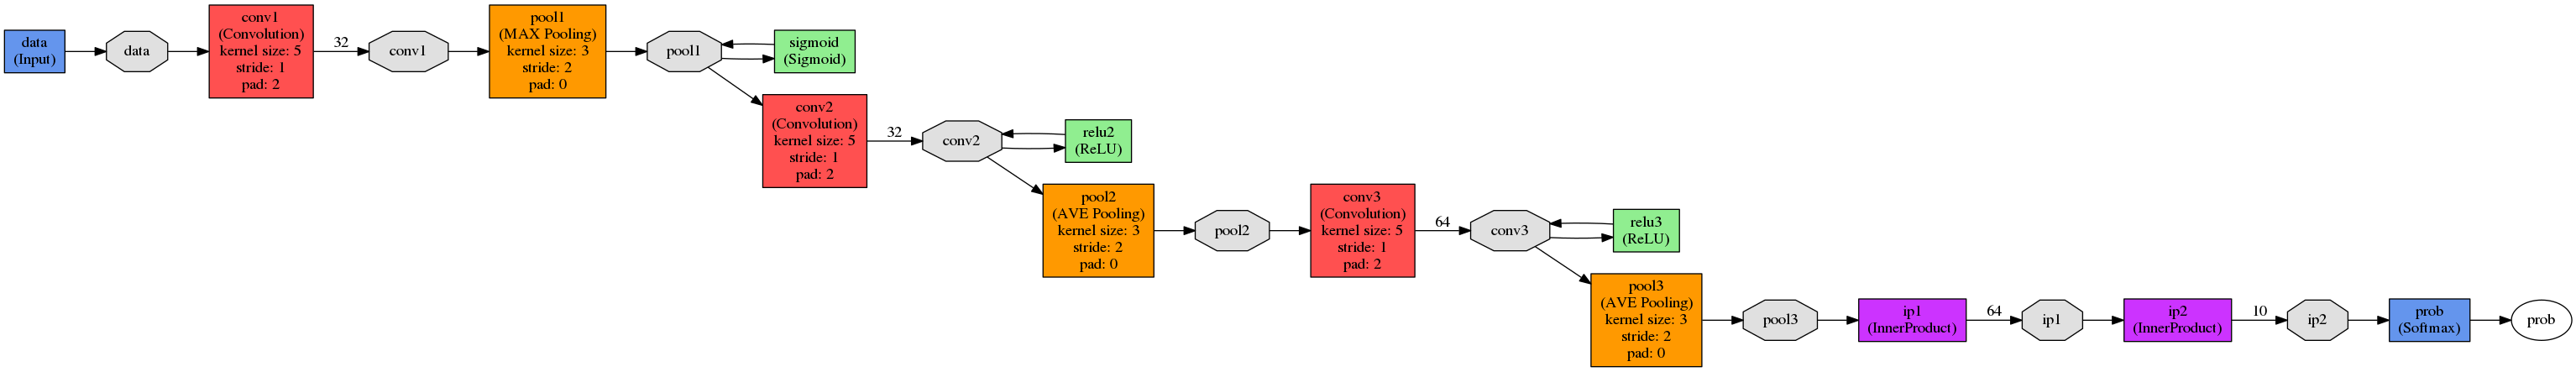 data
(Input)
data
conv1
(Convolution)
kernel size: 5
stride: 1
pad: 2
32
conv1
pool1
(MAX Pooling)
kernel size: 3
stride: 2
pad: 0
pool1
sigmoid
(Sigmoid)
conv2
(Convolution)
kernel size: 5
stride: 1
pad: 2
32
conv2
relu2
(ReLU)
pool2
(AVE Pooling)
kernel size: 3
stride: 2
pad: 0
pool2
conv3
(Convolution)
kernel size: 5
stride: 1
pad: 2
64
conv3
relu3
(ReLU)
pool3
(AVE Pooling)
kernel size: 3
stride: 2
pad: 0
pool3
ip1
(InnerProduct)
64
ip1
ip2
(InnerProduct)
10
ip2
prob
(Softmax)
prob